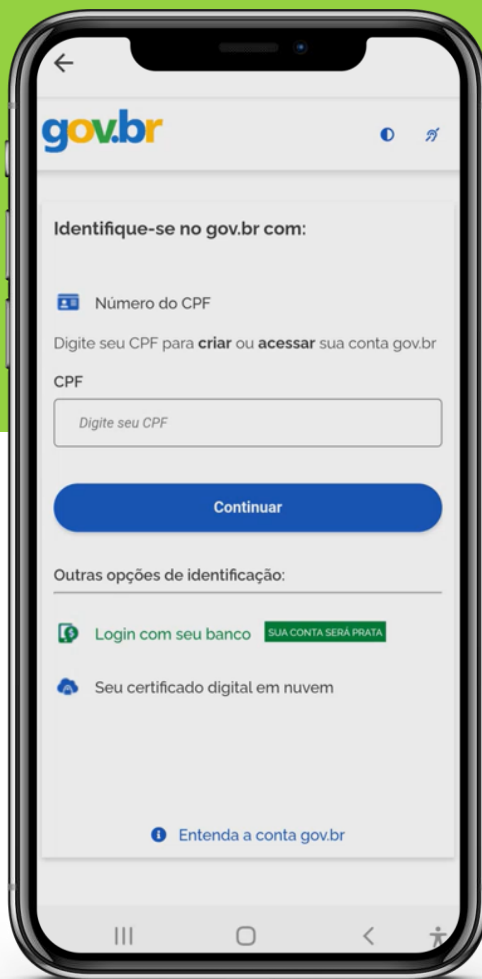 gov.br
Identifique-se no gov.br com:
Número do CPF
Digite seu CPF para criar ou acessar sua conta gov.br
CPF
Digite seu CPF
Continuar
Outras opções de identificação:
Login com seu banco SUA CONTA SERÁ PRATA
Seu certificado digital em nuvem
Entenda a conta gov.br